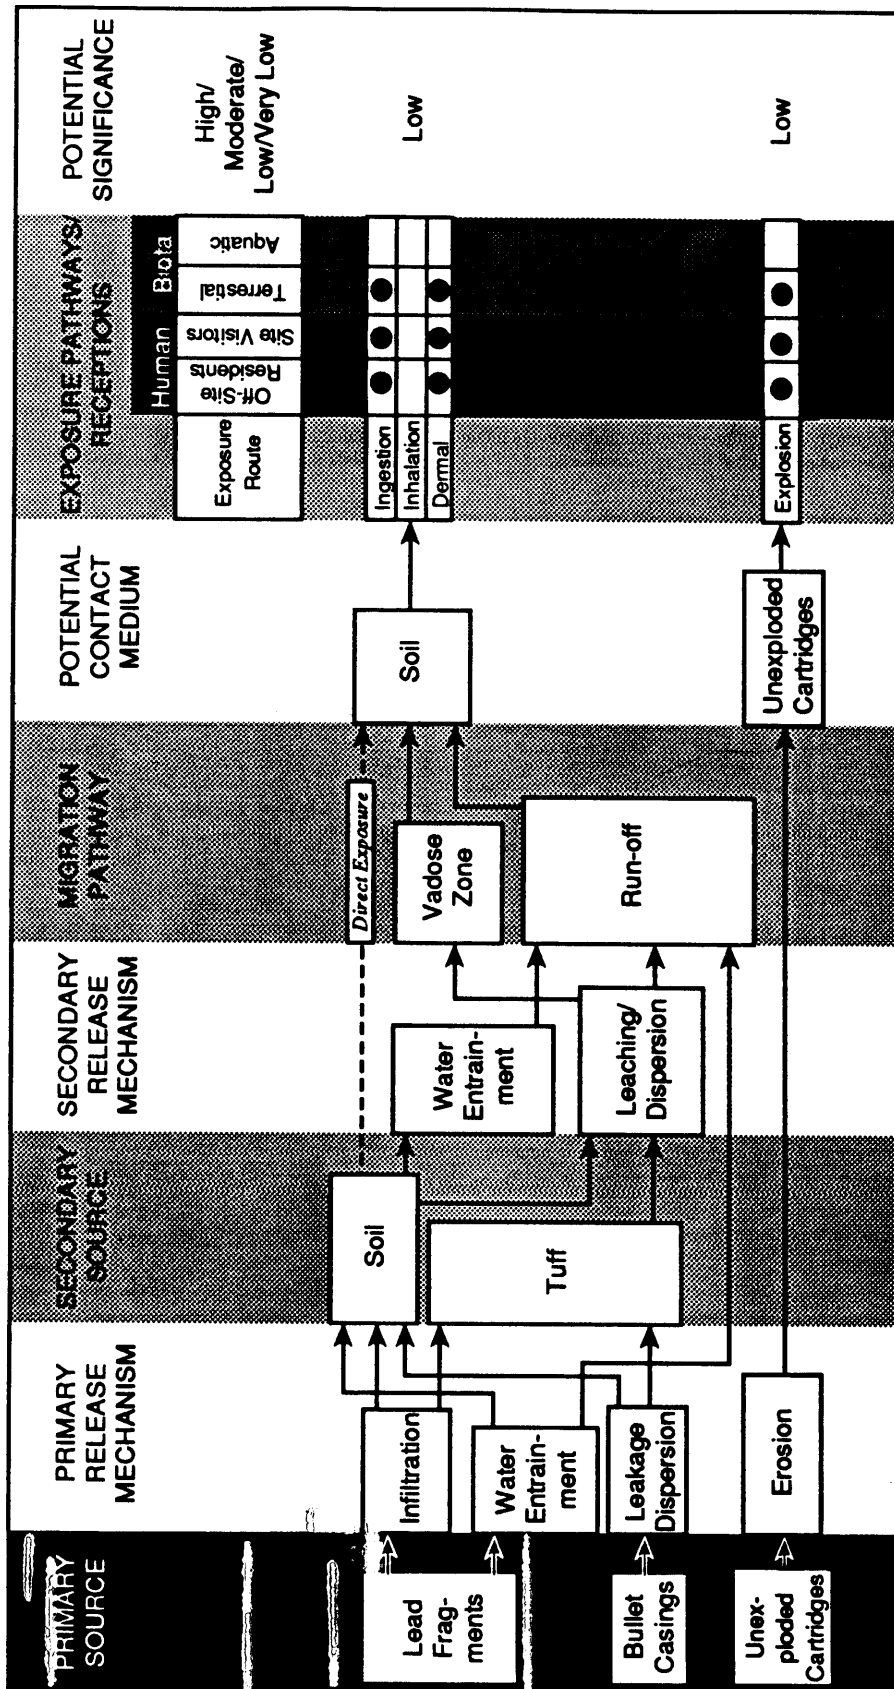 PRIMARY
SOURCE
PRIMARY
RELEASE
MECHANISM
SECONDARY
SOURCE
SECONDARY
RELEASE
MECHANISM
MIGRATION
PATHWAY
POTENTIAL
CONTACT
MEDIUM
EXPOSURE PATHWAYS/
RECEPTIONS
POTENTIAL
SIGNIFICANCE
Human
Biota
Exposure
Route
Off-Site
Residents
Site Visitors
Terrestial
Aquatic
High/
Moderate/
Low/Very Low
Lead
Frag-
ments
Infiltration
Water
Entrain-
ment
Soil
Tuff
Water
Entrain-
ment
Leaching/
Dispersion
Direct Exposure
Vadose
Zone
Run-off
Soil
Ingestion
Inhalation
Dermal
Low
Bullet
Casings
Leakage
Dispersion
Unex-
ploded
Cartridges
Erosion
Unexploded
Cartridges
Explosion
Low